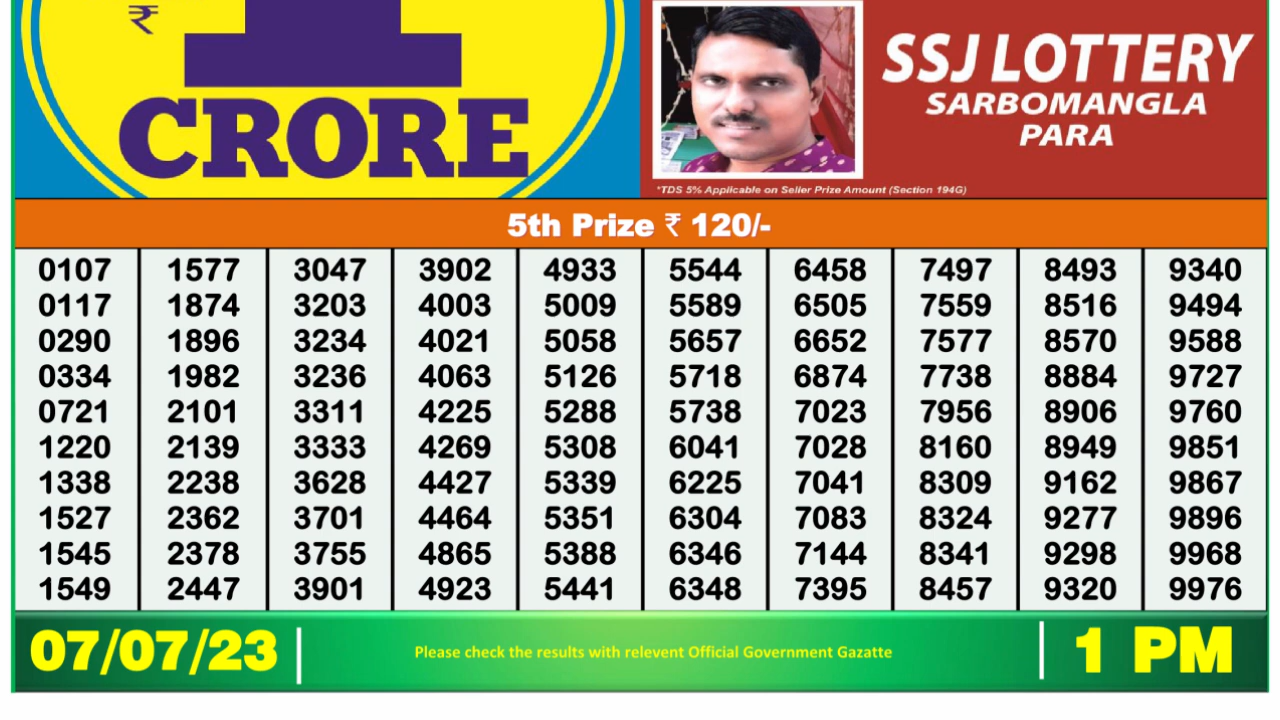 ₹
1
CRORE
SSJ LOTTERY
SARBOMANGLA
PARA
*TDS 5% Applicable on Seller Prize Amount (Section 194G)
5th Prize ₹ 120/-
0107 1577 3047 3902 4933 5544 6458 7497 8493 9340
0117 1874 3203 4003 5009 5589 6505 7559 8516 9494
0290 1896 3234 4021 5058 5657 6652 7577 8570 9588
0334 1982 3236 4063 5126 5718 6874 7738 8884 9727
0721 2101 3311 4225 5288 5738 7023 7956 8906 9760
1220 2139 3333 4269 5308 6041 7028 8160 8949 9851
1338 2238 3628 4427 5339 6225 7041 8309 9162 9867
1527 2362 3701 4464 5351 6304 7083 8324 9277 9896
1545 2378 3755 4865 5388 6346 7144 8341 9298 9968
1549 2447 3901 4923 5441 6348 7395 8457 9320 9976
07/07/23 Please check the results with relevent Official Government Gazatte 1 PM